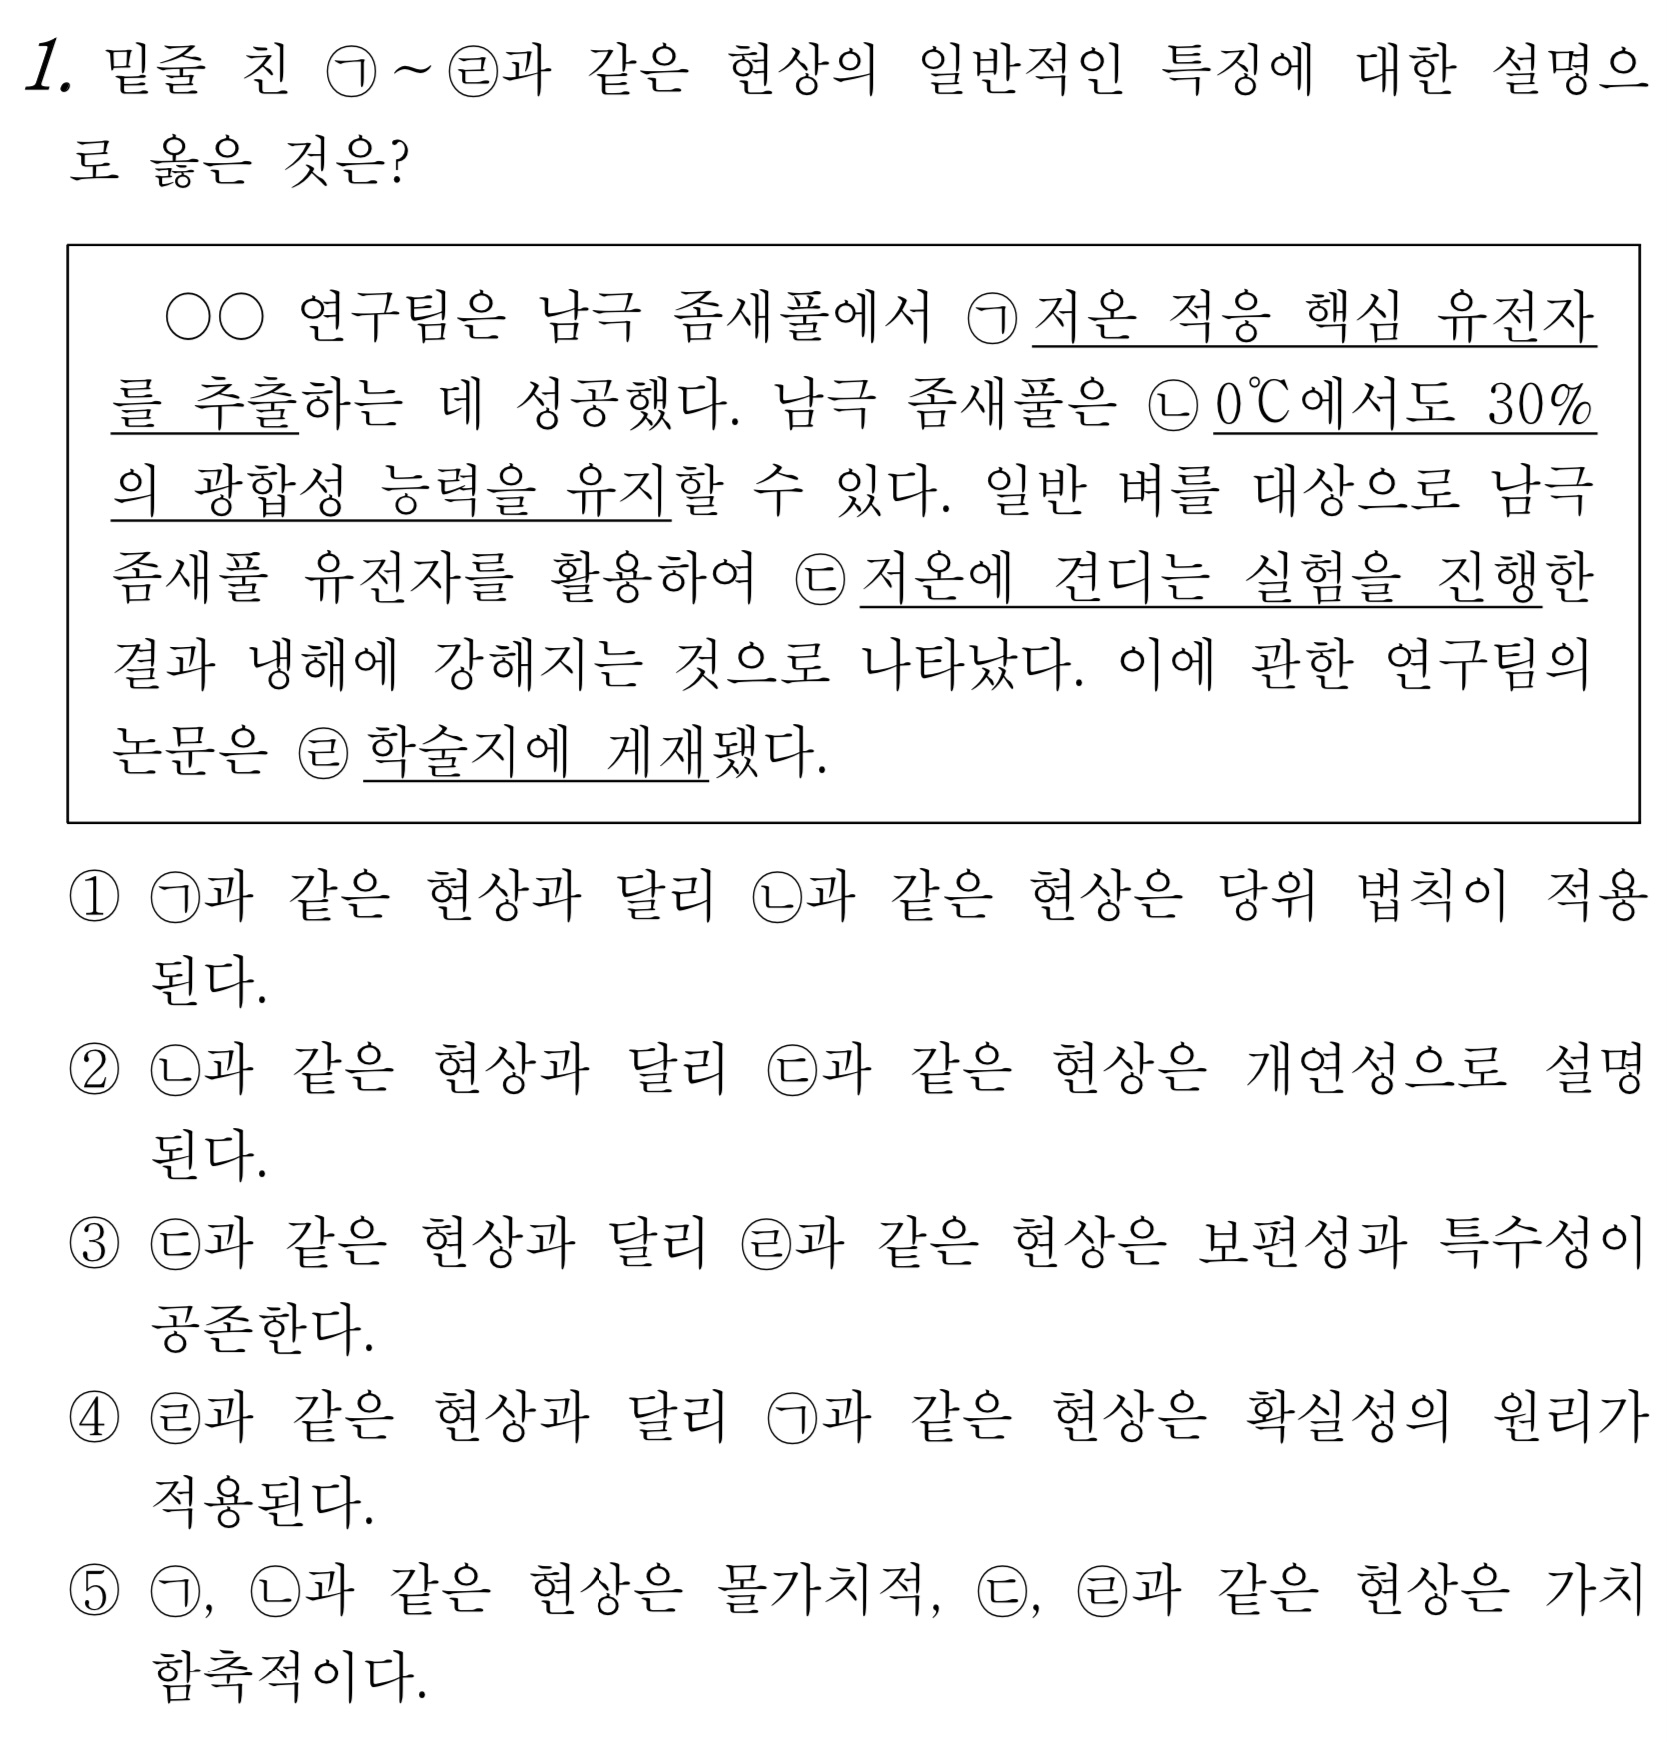 1. 밑줄 친 ㉠~㉣과 같은 현상의 일반적인 특징에 대한 설명으
로 옳은 것은?
○○ 연구팀은 남극 좀새풀에서 ㉠저온 적응 핵심 유전자
를 추출하는 데 성공했다. 남극 좀새풀은 ㉡0℃에서도 30%
의 광합성 능력을 유지할 수 있다. 일반 벼를 대상으로 남극
좀새풀 유전자를 활용하여 ㉢저온에 견디는 실험을 진행한
결과 냉해에 강해지는 것으로 나타났다. 이에 관한 연구팀의
논문은 ㉣학술지에 게재됐다.
① ㉠과 같은 현상과 달리 ㉡과 같은 현상은 당위 법칙이 적용
된다.
② ㉡과 같은 현상과 달리 ㉢과 같은 현상은 개연성으로 설명
된다.
③ ㉢과 같은 현상과 달리 ㉣과 같은 현상은 보편성과 특수성이
공존한다.
④ ㉣과 같은 현상과 달리 ㉠과 같은 현상은 확실성의 원리가
적용된다.
⑤ ㉠, ㉡과 같은 현상은 몰가치적, ㉢, ㉣과 같은 현상은 가치
함축적이다.